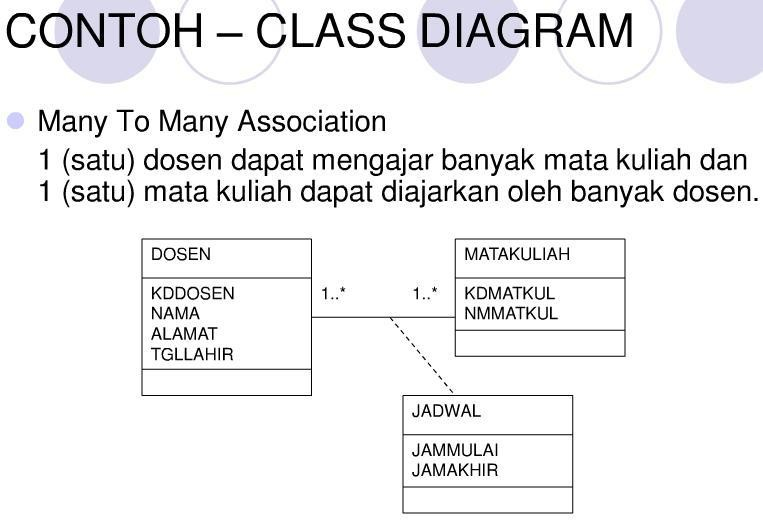 CONTOH – CLASS DIAGRAM
Many To Many Association
1 (satu) dosen dapat mengajar banyak mata kuliah dan
1 (satu) mata kuliah dapat diajarkan oleh banyak dosen.
DOSEN
KDDOSEN
NAMA
ALAMAT
TGLLAHIR
1..*
1..*
MATAKULIAH
KDMATKUL
NMMATKUL
JADWAL
JAMMULAI
JAMAKHIR